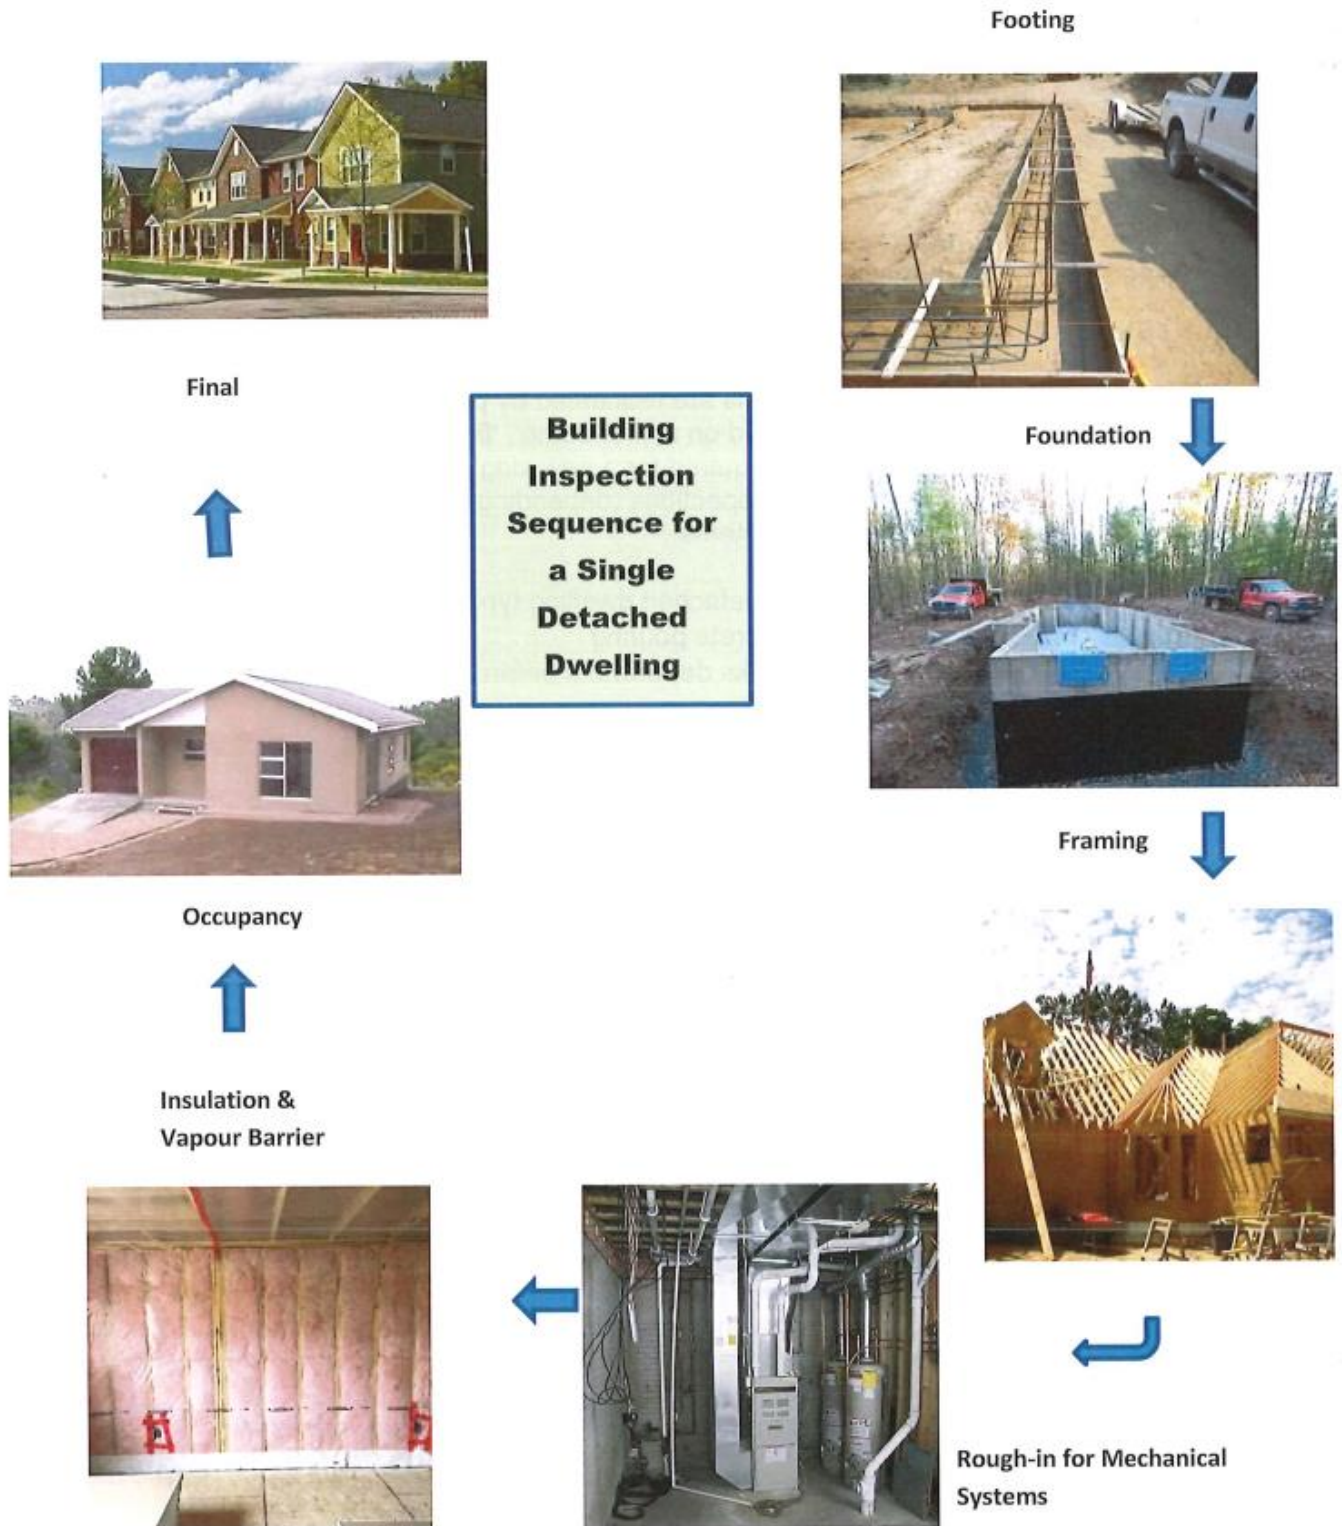 Footing
Final
Building
Inspection
Sequence for
a Single
Detached
Dwelling
Foundation
Framing
Occupancy
Insulation &
Vapour Barrier
Rough-in for Mechanical
Systems